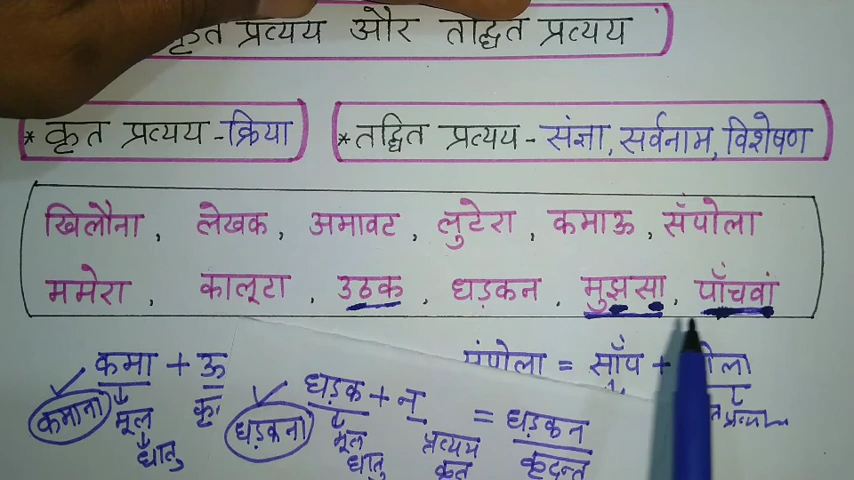 कृत प्रत्यय और तद्धित प्रत्यय
* कृत प्रत्यय - क्रिया
* तद्धित प्रत्यय - संज्ञा, सर्वनाम, विशेषण
खिलौना, लेखक, अमावट, लुटेरा, कमाऊ, सँपोला
ममेरा, कालूटा, उठक, धड़कन, मुझसा, पाँचवां
कमा + ऊ
कमाना मूल कृ
धातु
धड़क + न
= धड़कन
धड़कना मूल प्रत्यय कृदन्त
धातु कृत
= साँप +